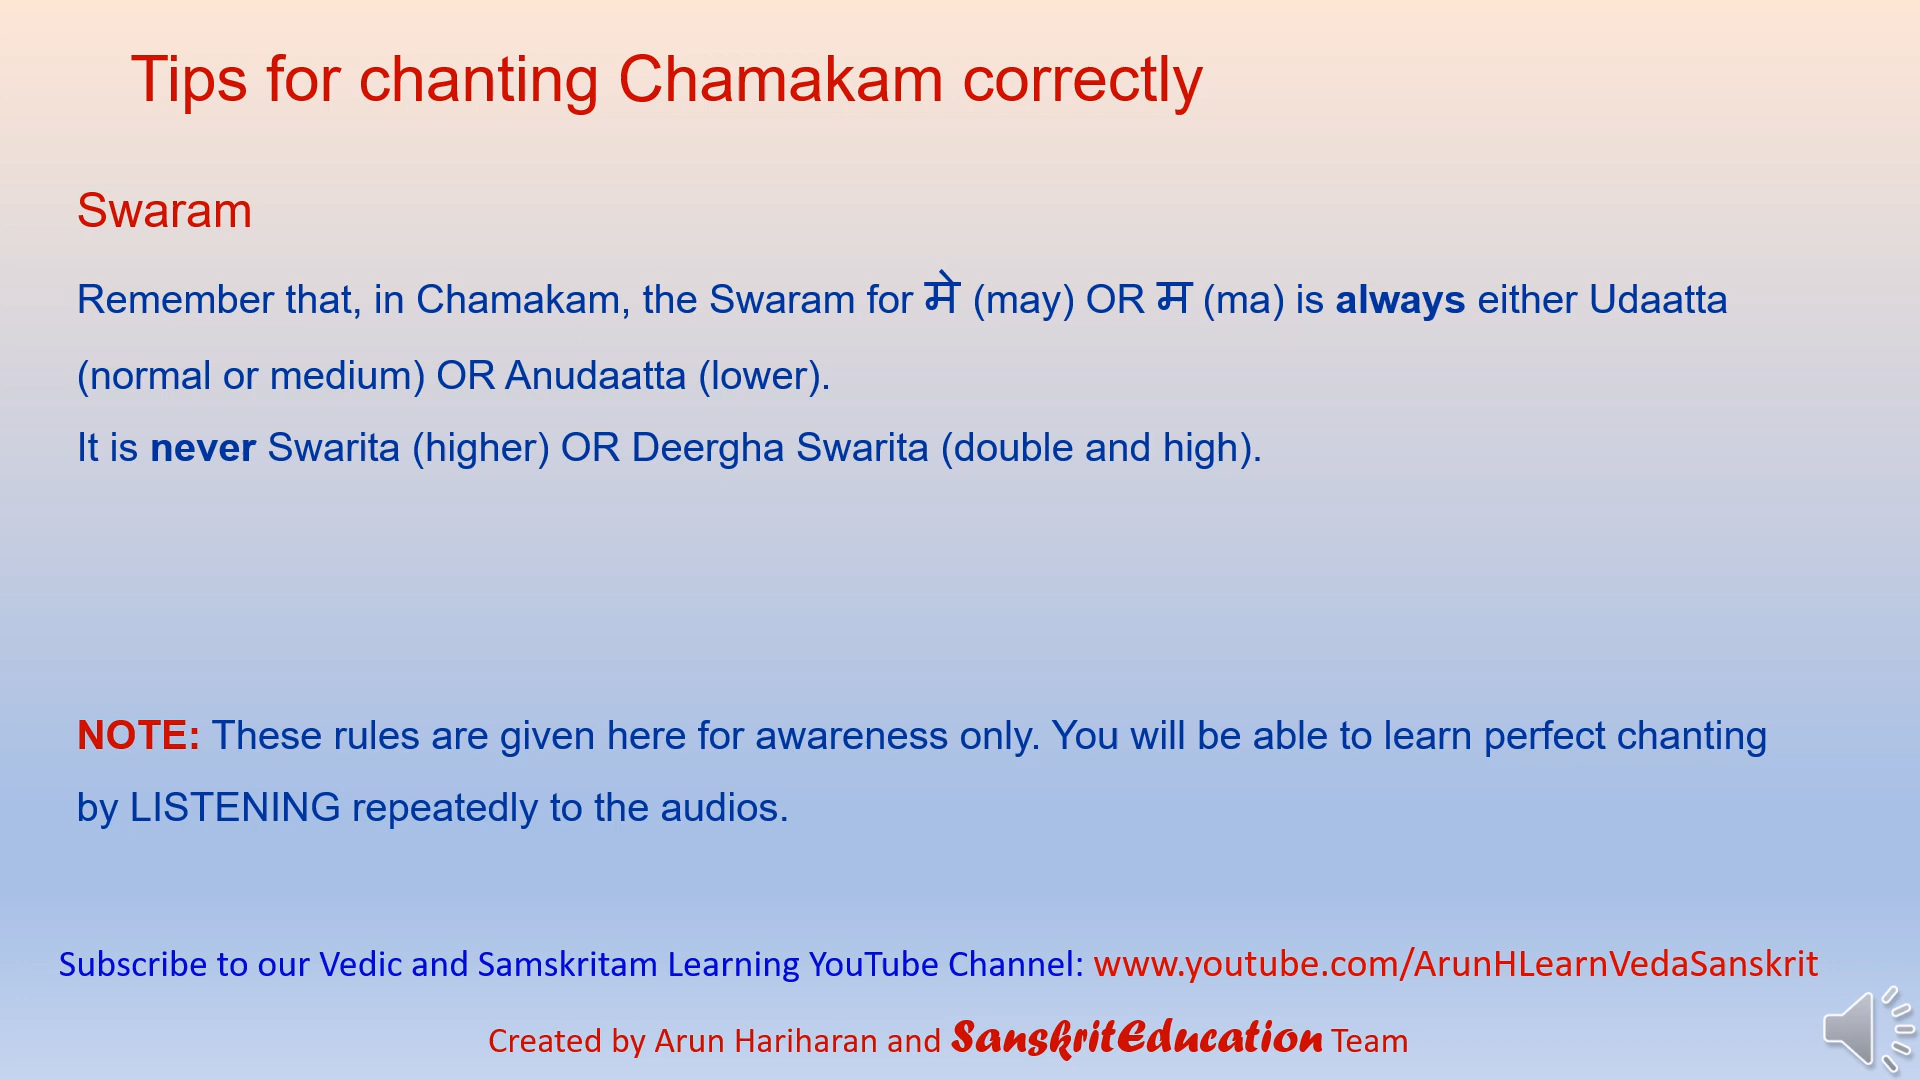 Tips for chanting Chamakam correctly
Swaram
Remember that, in Chamakam, the Swaram for मे (may) OR म (ma) is always either Udaatta
(normal or medium) OR Anudaatta (lower).
It is never Swarita (higher) OR Deergha Swarita (double and high).
NOTE: These rules are given here for awareness only. You will be able to learn perfect chanting
by LISTENING repeatedly to the audios.
Subscribe to our Vedic and Samskritam Learning YouTube Channel: www.youtube.com/ArunHLearnVedaSanskrit
Created by Arun Hariharan and SanskritEducation Team